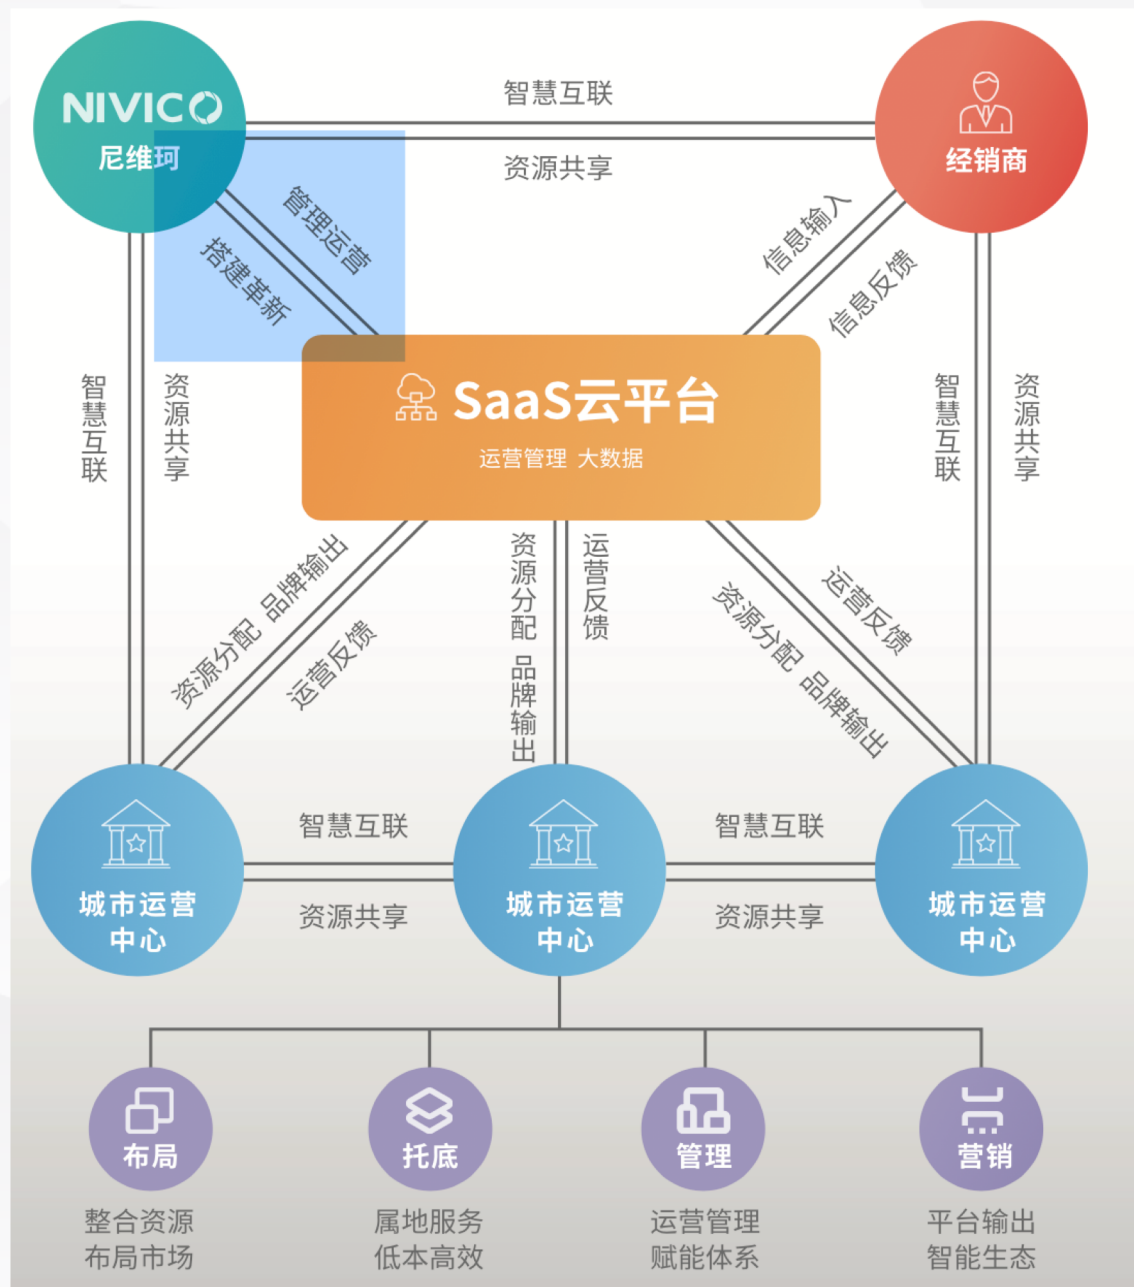 NIVICO
尼维珂
智慧互联
资源共享
经销商
管理运营
搭建革新
信息输入
信息反馈
智慧互联
资源共享
SaaS云平台
运营管理 大数据
智慧互联
资源共享
资源分配 品牌输出
运营反馈
资源分配 品牌输出
运营反馈
运营反馈
资源分配 品牌输出
城市运营
中心
智慧互联
资源共享
城市运营
中心
智慧互联
资源共享
城市运营
中心
布局
整合资源
布局市场
托底
属地服务
低本高效
管理
运营管理
赋能体系
营销
平台输出
智能生态